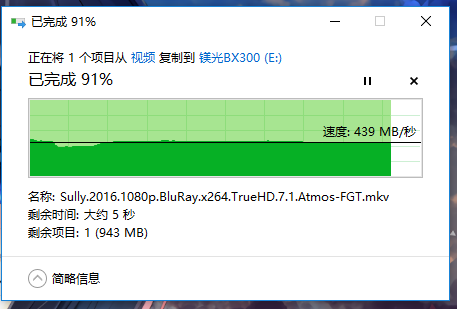 已完成 91%
正在将 1 个项目从 视频 复制到 镁光BX300 (E:)
已完成 91%
速度: 439 MB/秒
名称: Sully.2016.1080p.BluRay.x264.TrueHD.7.1.Atmos-FGT.mkv
剩余时间: 大约 5 秒
剩余项目: 1 (943 MB)
简略信息